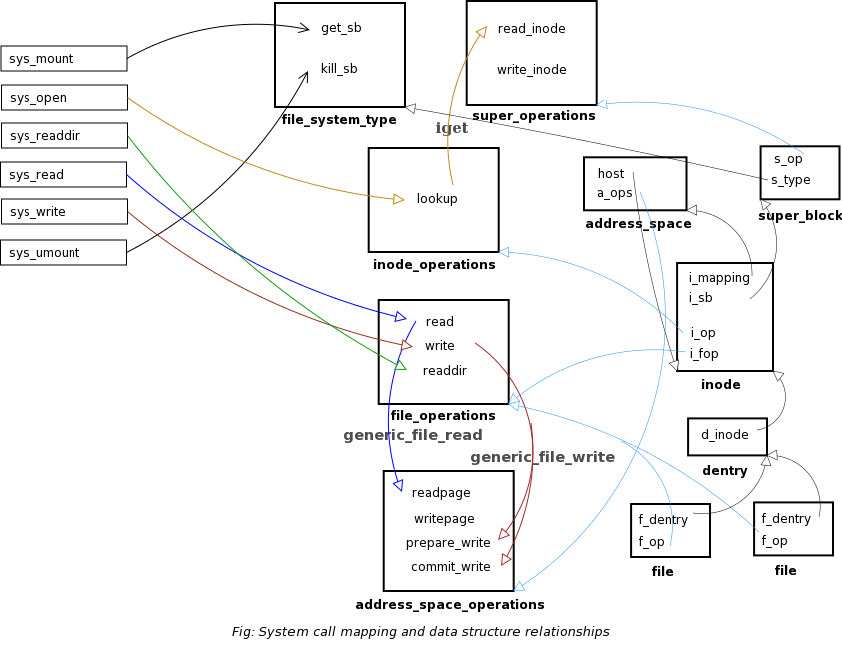 sys_mount
sys_open
sys_readdir
sys_read
sys_write
sys_umount
get_sb
kill_sb
file_system_type
read_inode
write_inode
super_operations
iget
lookup
inode_operations
host
a_ops
address_space
s_op
s_type
super_block
i_mapping
i_sb
i_op
i_fop
inode
read
write
readdir
file_operations
generic_file_read
generic_file_write
d_inode
dentry
readpage
writepage
prepare_write
commit_write
address_space_operations
f_dentry
f_op
file
f_dentry
f_op
file
Fig: System call mapping and data structure relationships